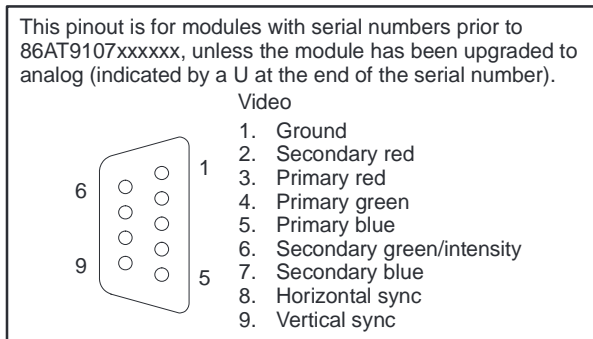 This pinout is for modules with serial numbers prior to
86AT9107xxxxxx, unless the module has been upgraded to
analog (indicated by a U at the end of the serial number).
Video
1. Ground
2. Secondary red
3. Primary red
4. Primary green
5. Primary blue
6. Secondary green/intensity
7. Secondary blue
8. Horizontal sync
9. Vertical sync
1
6
9
5